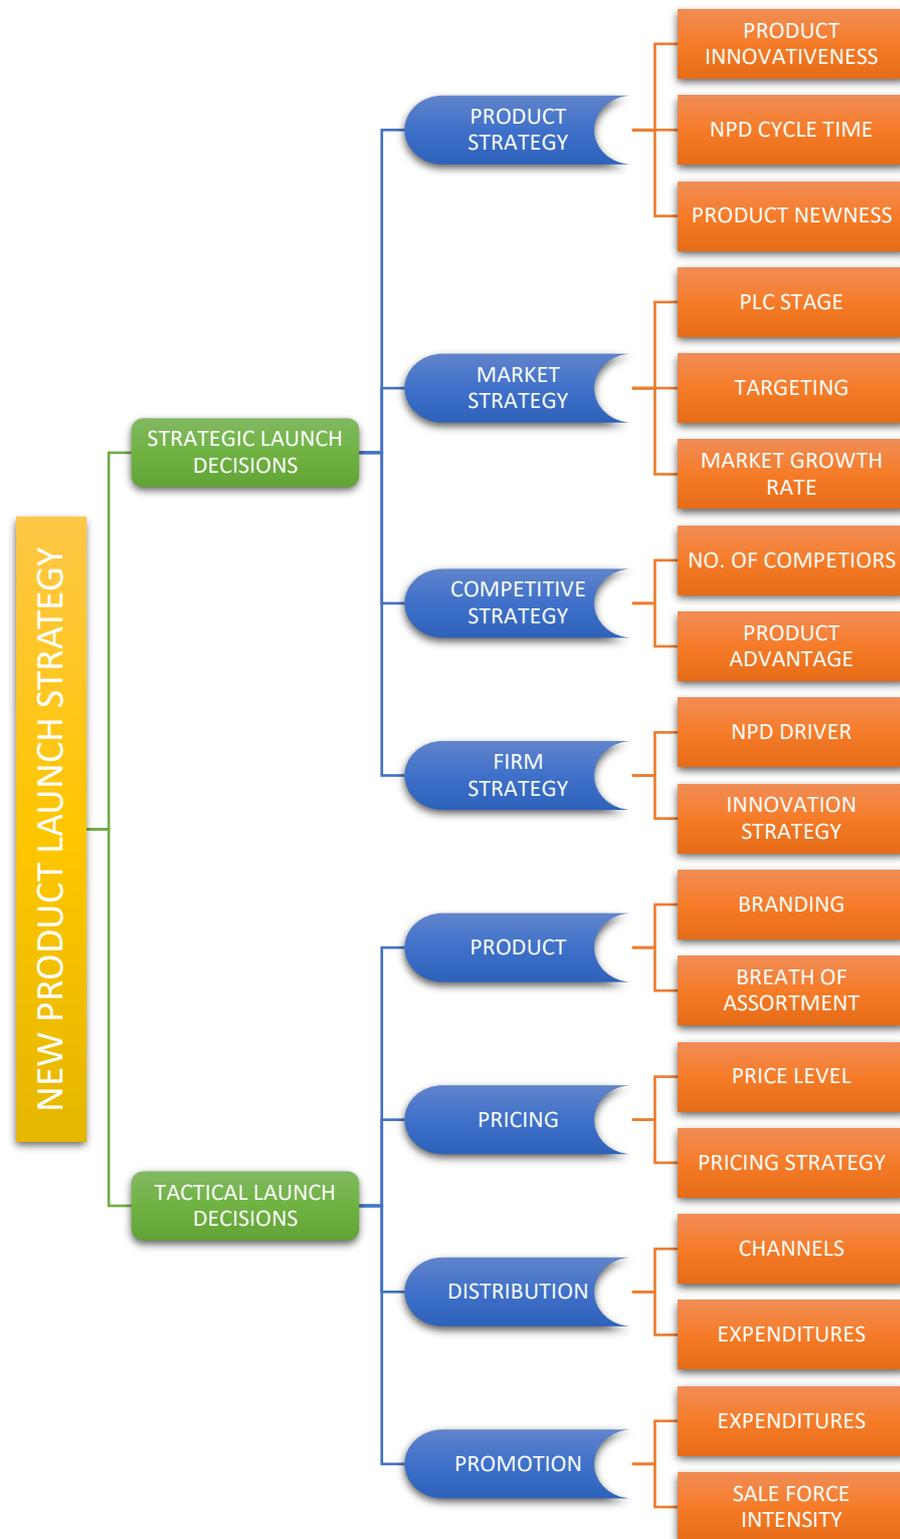 NEW PRODUCT LAUNCH STRATEGY
STRATEGIC LAUNCH
DECISIONS
PRODUCT
STRATEGY
PRODUCT
INNOVATIVENESS
NPD CYCLE TIME
PRODUCT NEWNESS
MARKET
STRATEGY
PLC STAGE
TARGETING
MARKET GROWTH
RATE
COMPETITIVE
STRATEGY
NO. OF COMPETIORS
PRODUCT
ADVANTAGE
FIRM
STRATEGY
NPD DRIVER
INNOVATION
STRATEGY
TACTICAL LAUNCH
DECISIONS
PRODUCT
BRANDING
BREATH OF
ASSORTMENT
PRICING
PRICE LEVEL
PRICING STRATEGY
DISTRIBUTION
CHANNELS
EXPENDITURES
PROMOTION
EXPENDITURES
SALE FORCE
INTENSITY